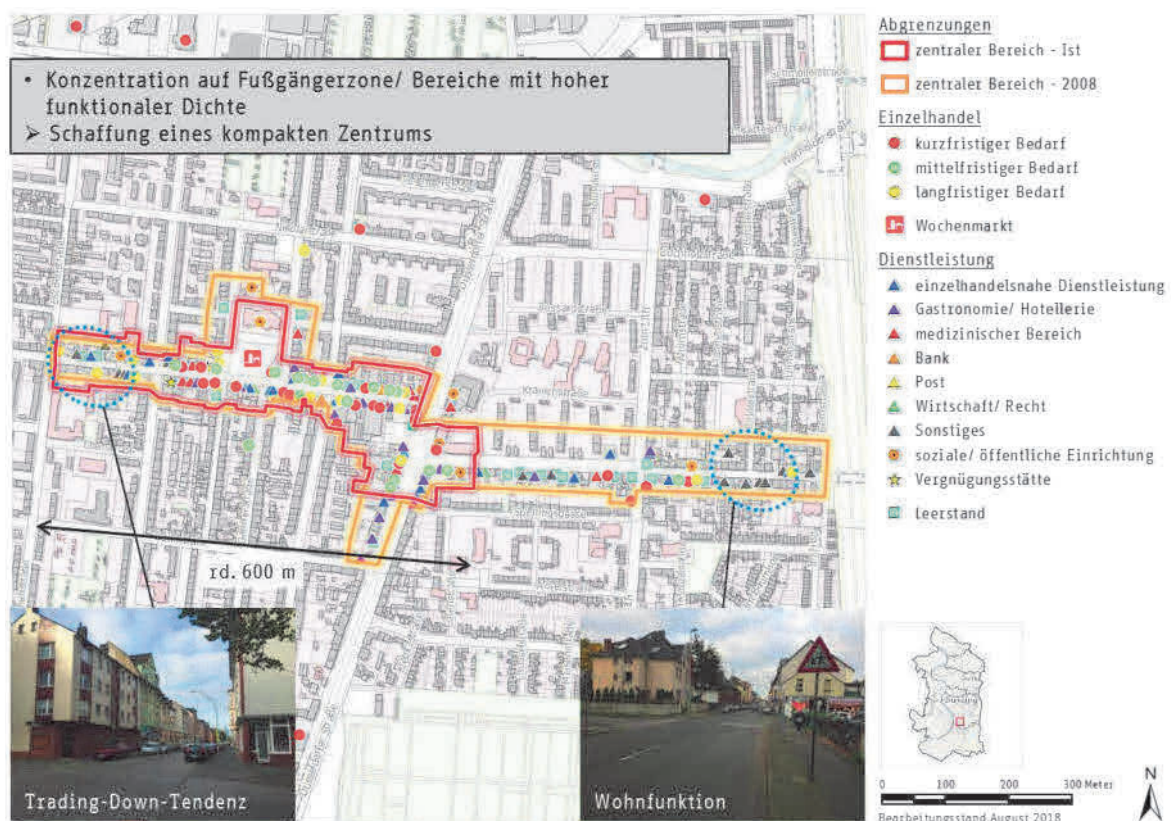 • Konzentration auf Fußgängerzone/ Bereiche mit hoher
funktionaler Dichte
➢ Schaffung eines kompakten Zentrums
rd. 600 m
Trading-Down-Tendenz
Wohnfunktion
Abgrenzungen
zentraler Bereich - Ist
zentraler Bereich - 2008
Einzelhandel
kurzfristiger Bedarf
mittelfristiger Bedarf
langfristiger Bedarf
Wochenmarkt
Dienstleistung
einzelhandelsnahe Dienstleistung
Gastronomie/ Hotellerie
medizinischer Bereich
Bank
Post
Wirtschaft/ Recht
Sonstiges
soziale/ öffentliche Einrichtung
Vergnügungsstätte
Leerstand
Duisburg
0 100 200 300 Meter
N
Bearbeitungsstand August 2018